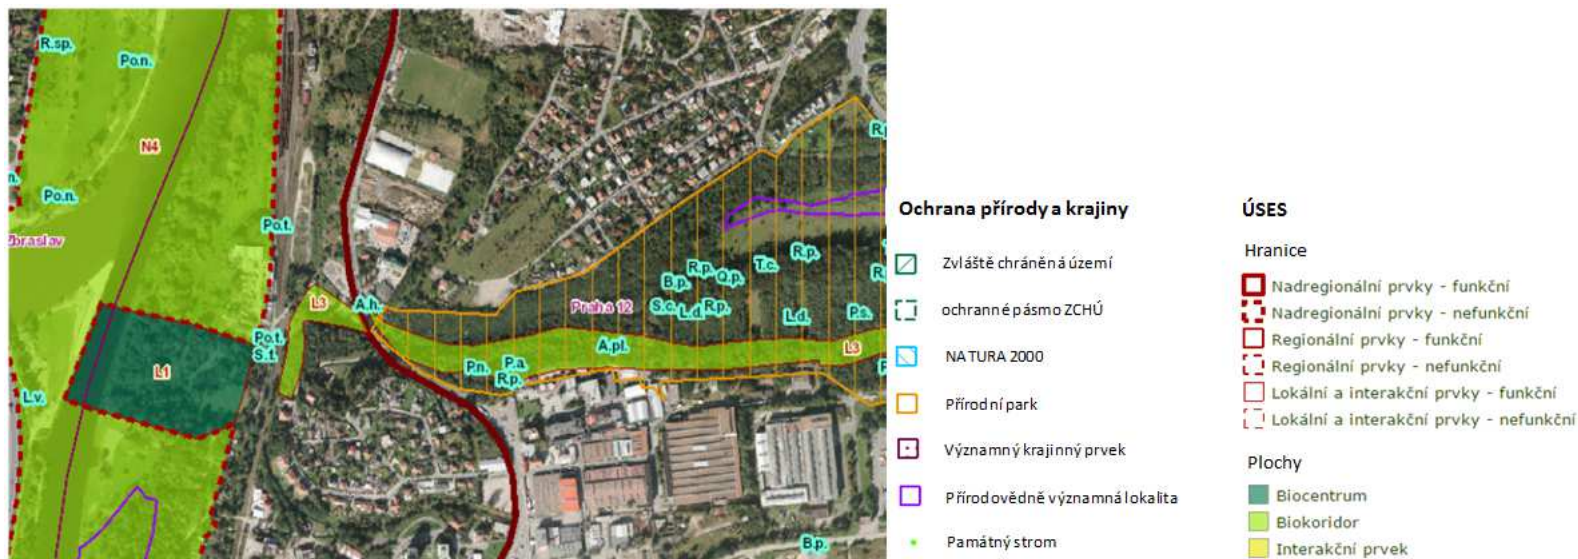 R.sp.
Po.n.
N4
n.
Po.n.
Zbraslav
Po.t.
L3
A.h.
Po.t.
S.t.
L1
L.v.
R.p.
T.c.
R.p.
R.p.
B.p.
Q.p.
R.
Praha 12
S.c.
L.d.
R.p.
L.d.
P.s.
A.pl.
L3
P.n.
P.a.
R.p.
B.p.
Ochrana přírody a krajiny
Zvláště chráněná území
ochranné pásmo ZCHÚ
NATURA 2000
Přírodní park
Významný krajinný prvek
Přírodovědně významná lokalita
Památný strom
ÚSES
Hranice
Nadregionální prvky - funkční
Nadregionální prvky - nefunkční
Regionální prvky - funkční
Regionální prvky - nefunkční
Lokální a interakční prvky - funkční
Lokální a interakční prvky - nefunkční
Plochy
Biocentrum
Biokoridor
Interakční prvek